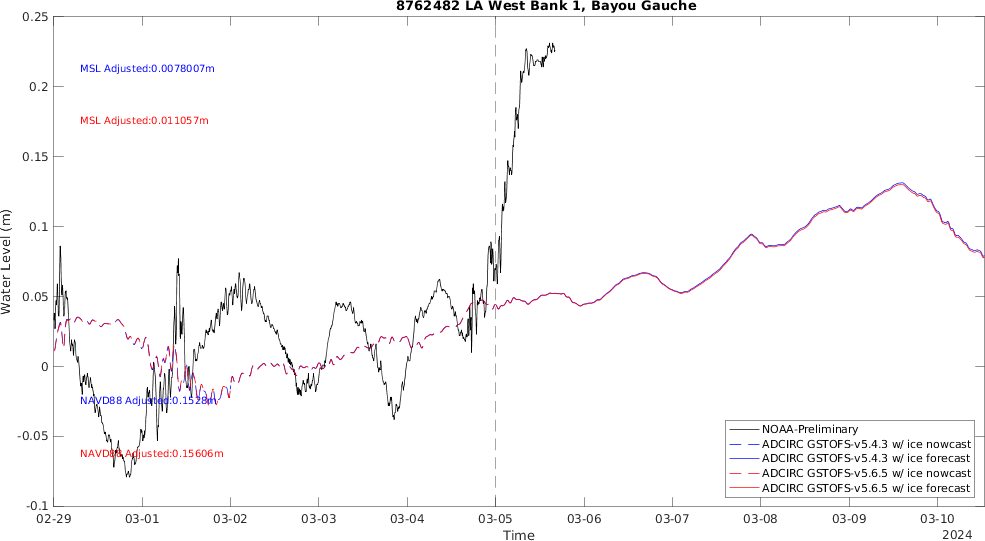 8762482 LA West Bank 1, Bayou Gauche
0.25
0.2
0.15
0.1
0.05
0
-0.05
-0.1
Water Level (m)
MSL Adjusted:0.0078007m
MSL Adjusted:0.011057m
NAVD88 Adjusted:0.1528m
NAVD88 Adjusted:0.15606m
NOAA-Preliminary
ADCIRC GSTOFS-v5.4.3 w/ ice nowcast
ADCIRC GSTOFS-v5.4.3 w/ ice forecast
ADCIRC GSTOFS-v5.6.5 w/ ice nowcast
ADCIRC GSTOFS-v5.6.5 w/ ice forecast
02-29 03-01 03-02 03-03 03-04 03-05 03-06 03-07 03-08 03-09 03-10
Time
2024